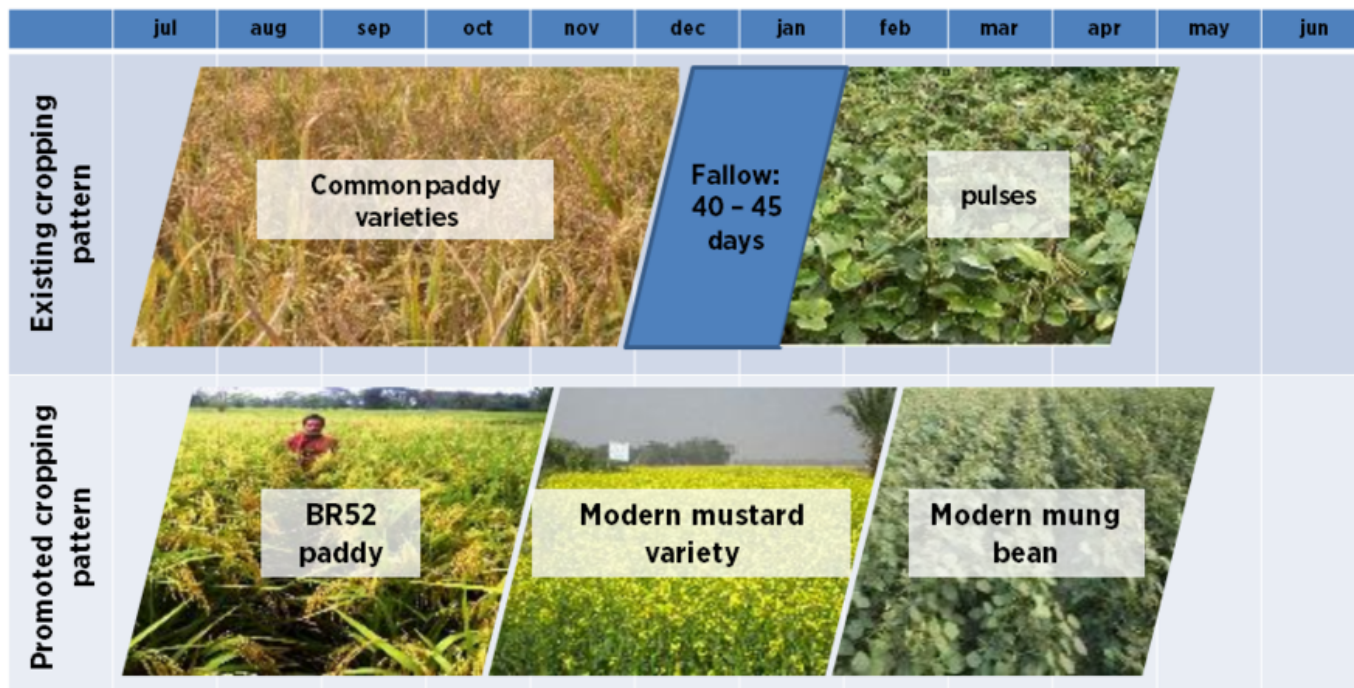 jul aug sep oct nov dec jan feb mar apr may jun
Existing cropping
pattern
Common paddy
varieties
Fallow:
40 – 45
days
pulses
Promoted cropping
pattern
BR52
paddy
Modern mustard
variety
Modern mung
bean